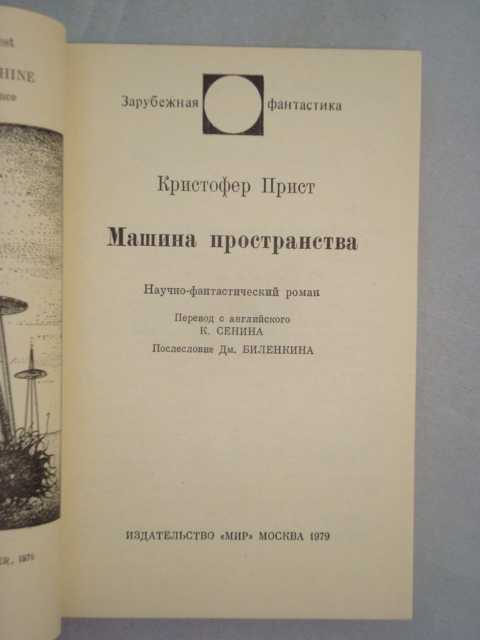 HINE
Зарубежная фантастика
Кристофер Прист
Машина пространства
Научно-фантастический роман
Перевод с английского
К. СЕНИНА
Послесловие Дм. БИЛЕНКИНА
ИЗДАТЕЛЬСТВО «МИР» МОСКВА 1979